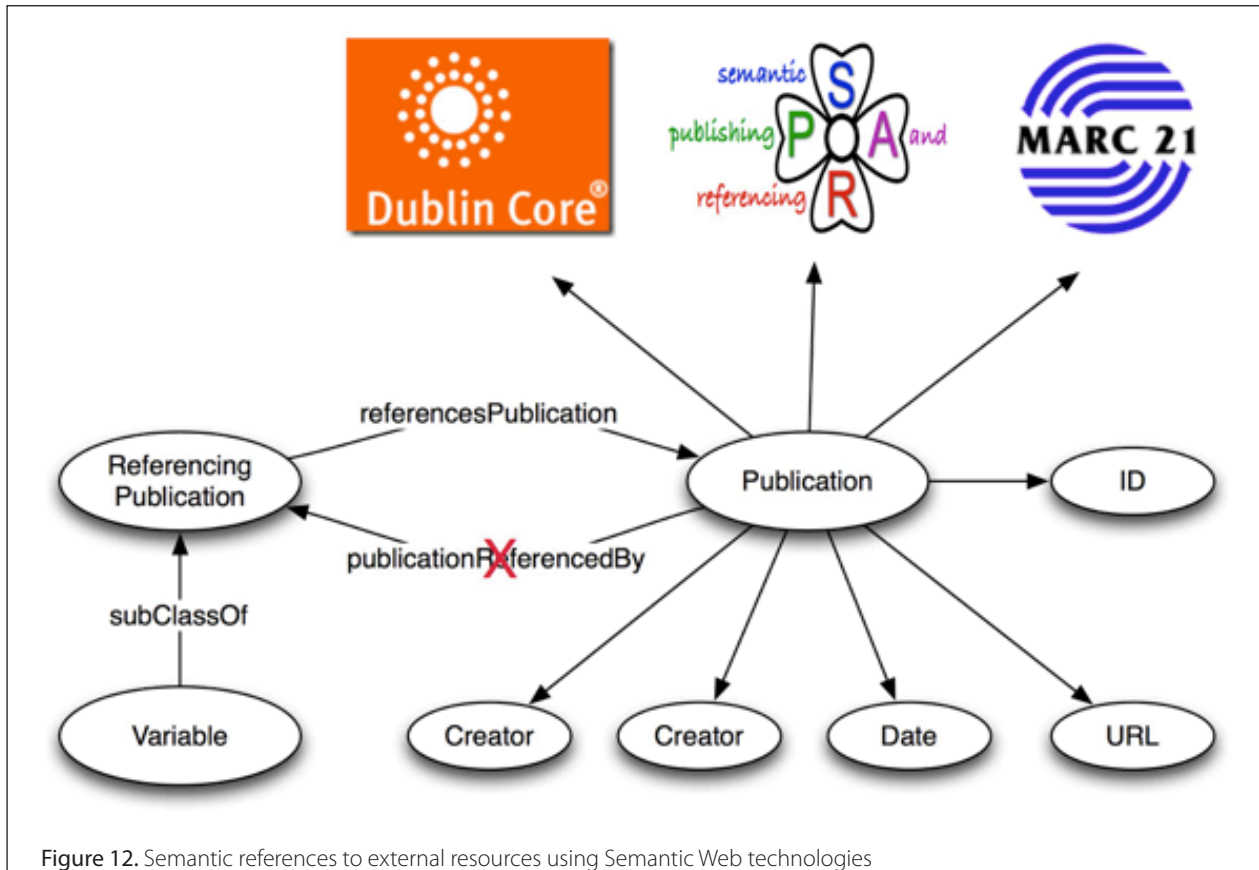 Dublin Core®
semantic S
publishing P O A and
referencing R
MARC 21
referencesPublication
Referencing
Publication
Publication
ID
publicationReferencedBy
X
subClassOf
Variable
Creator
Creator
Date
URL
Figure 12. Semantic references to external resources using Semantic Web technologies